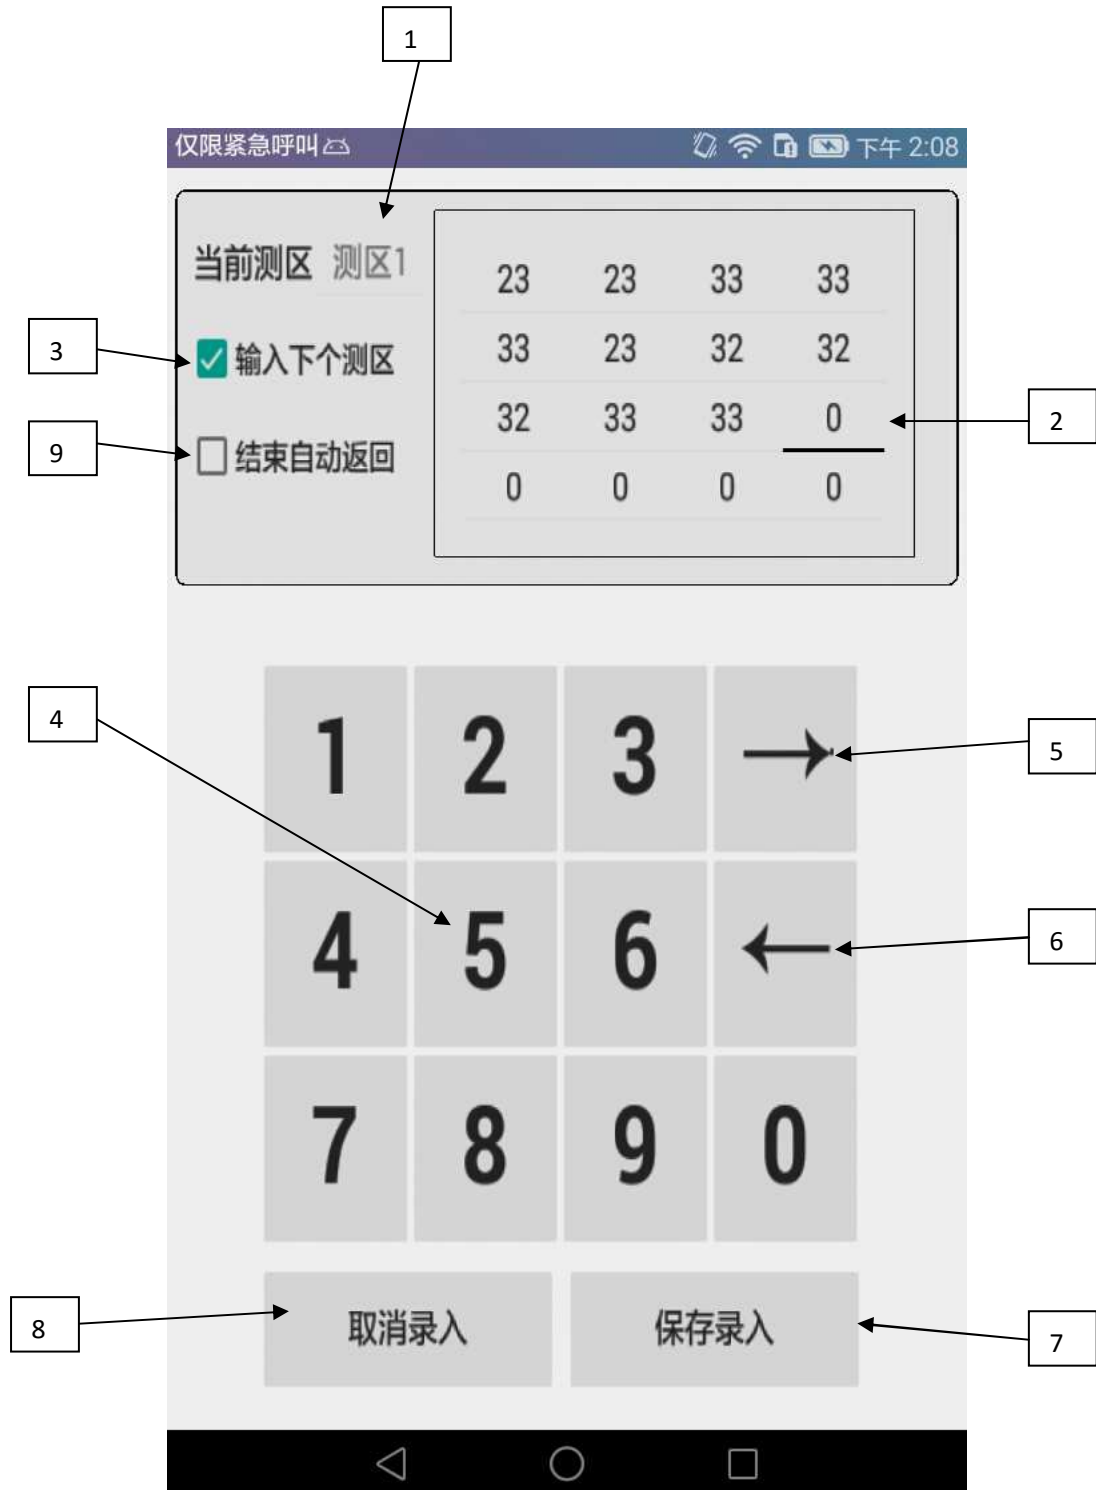 1
仅限紧急呼叫 下午 2:08
当前测区 测区1
23 23 33 33
3
输入下个测区
33 23 32 32
32 33 33 0
2
9
结束自动返回
0 0 0 0
4
1 2 3 →
5
4 5 6 ←
6
7 8 9 0
8
取消录入 保存录入
7